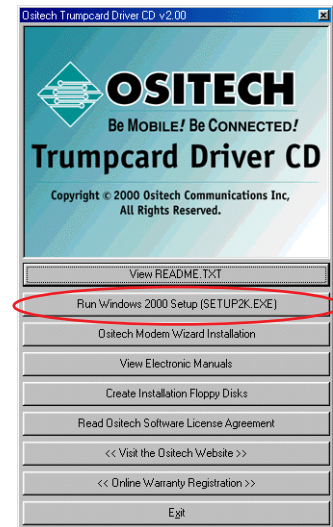 Ositech Trumpcard Driver CD v2.00
OSITECH
Be MOBILE! Be CONNECTED!
Trumpcard Driver CD
Copyright © 2000 Ositech Communications Inc,
All Rights Reserved.
View README.TXT
Run Windows 2000 Setup (SETUP2K.EXE)
Ositech Modem Wizard Installation
View Electronic Manuals
Create Installation Floppy Disks
Read Ositech Software License Agreement
<< Visit the Ositech Website >>
<< Online Warranty Registration >>
Exit